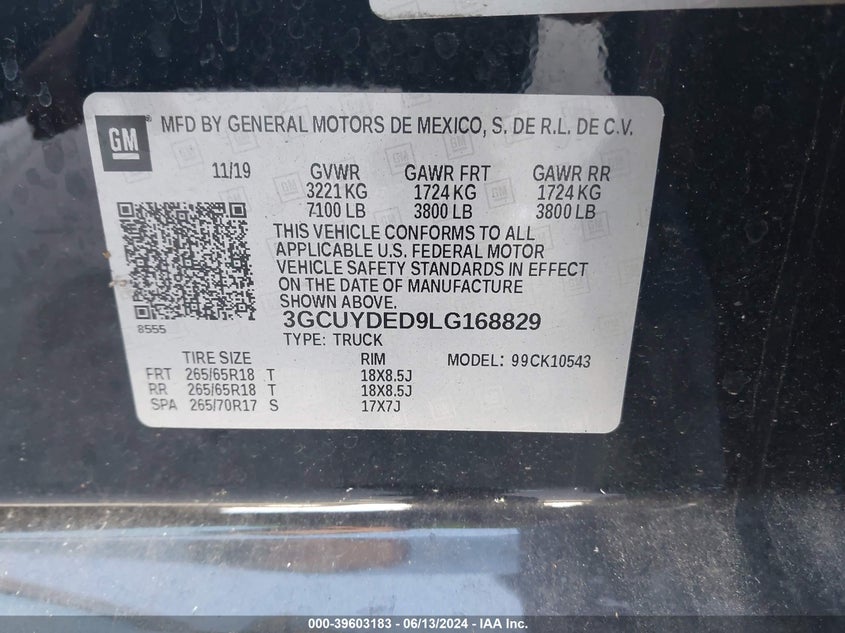 GM
MFD BY GENERAL MOTORS DE MEXICO, S. DE R.L. DE C.V.
11/19 GVWR GAWR FRT GAWR RR
3221 KG 1724 KG 1724 KG
7100 LB 3800 LB 3800 LB
THIS VEHICLE CONFORMS TO ALL
APPLICABLE U.S. FEDERAL MOTOR
VEHICLE SAFETY STANDARDS IN EFFECT
ON THE DATE OF MANUFACTURE
SHOWN ABOVE.
8555
3GCUYDED9LG168829
TYPE: TRUCK
TIRE SIZE RIM MODEL: 99CK10543
FRT 265/65R18 T 18X8.5J
RR 265/65R18 T 18X8.5J
SPA 265/70R17 S 17X7J
000-39603183 - 06/13/2024 - IAA Inc.